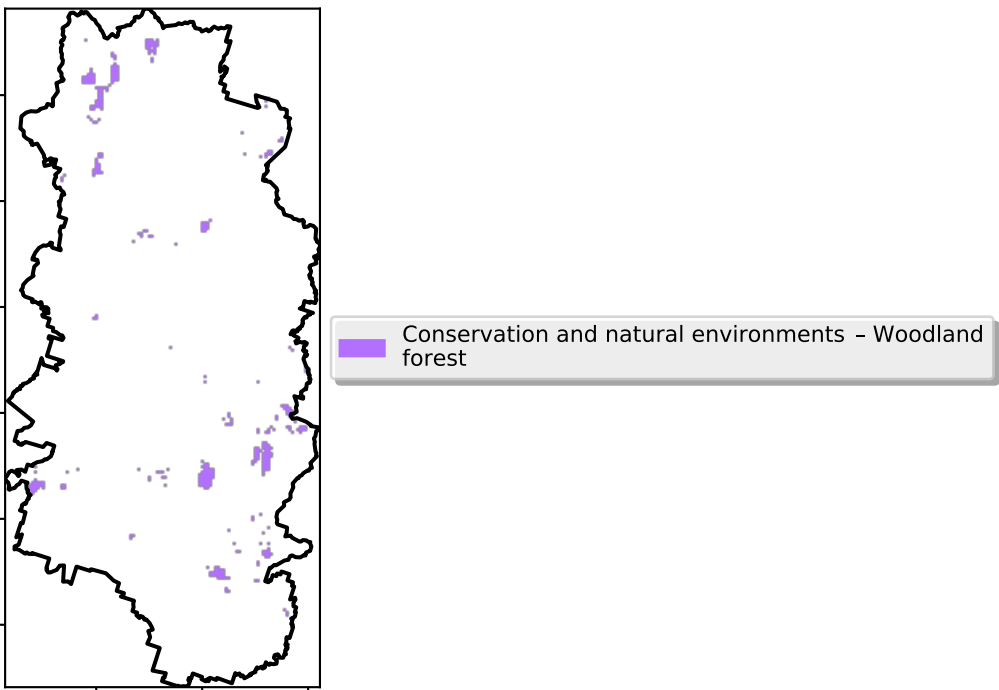 Conservation and natural environments – Woodland
forest